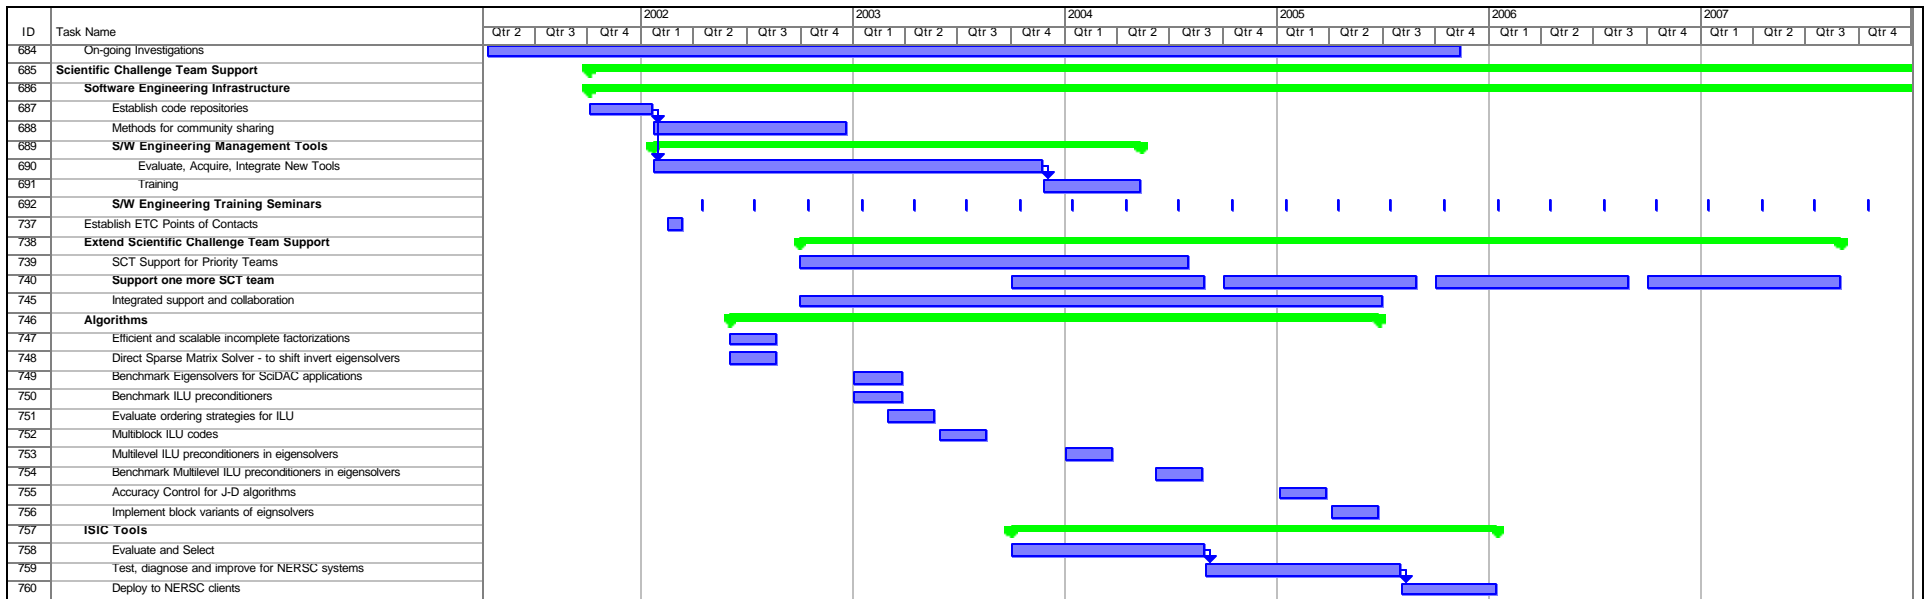 2002 2003 2004 2005 2006 2007
ID Task Name Qtr 2 Qtr 3 Qtr 4 Qtr 1 Qtr 2 Qtr 3 Qtr 4 Qtr 1 Qtr 2 Qtr 3 Qtr 4 Qtr 1 Qtr 2 Qtr 3 Qtr 4 Qtr 1 Qtr 2 Qtr 3 Qtr 4 Qtr 1 Qtr 2 Qtr 3 Qtr 4 Qtr 1 Qtr 2 Qtr 3 Qtr 4
684 On-going Investigations
685 Scientific Challenge Team Support
686 Software Engineering Infrastructure
687 Establish code repositories
688 Methods for community sharing
689 S/W Engineering Management Tools
690 Evaluate, Acquire, Integrate New Tools
691 Training
692 S/W Engineering Training Seminars
737 Establish ETC Points of Contacts
738 Extend Scientific Challenge Team Support
739 SCT Support for Priority Teams
740 Support one more SCT team
745 Integrated support and collaboration
746 Algorithms
747 Efficient and scalable incomplete factorizations
748 Direct Sparse Matrix Solver - to shift invert eigensolvers
749 Benchmark Eigensolvers for SciDAC applications
750 Benchmark ILU preconditioners
751 Evaluate ordering strategies for ILU
752 Multiblock ILU codes
753 Multilevel ILU preconditioners in eigensolvers
754 Benchmark Multilevel ILU preconditioners in eigensolvers
755 Accuracy Control for J-D algorithms
756 Implement block variants of eignsolvers
757 ISIC Tools
758 Evaluate and Select
759 Test, diagnose and improve for NERSC systems
760 Deploy to NERSC clients